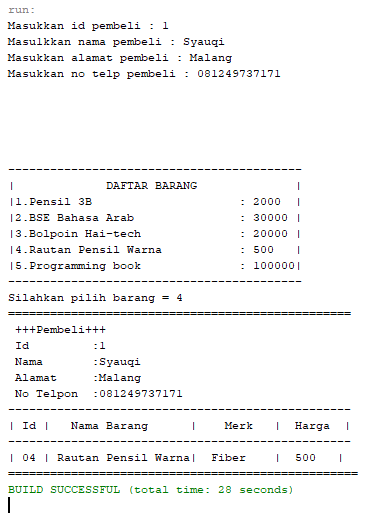 run:
Masukkan id pembeli : 1
Masulkkan nama pembeli : Syauqi
Masukkan alamat pembeli : Malang
Masukkan no telp pembeli : 081249737171
------------------------------------------
|             DAFTAR BARANG              |
|1.Pensil 3B                     : 2000  |
|2.BSE Bahasa Arab               : 30000 |
|3.Bolpoin Hai-tech              : 20000 |
|4.Rautan Pensil Warna           : 500   |
|5.Programming book              : 100000|
------------------------------------------
Silahkan pilih barang = 4
=================================================
 +++Pembeli+++
 Id         :1
 Nama       :Syauqi
 Alamat     :Malang
 No Telpon  :081249737171
-------------------------------------------------
| Id |   Nama Barang      |    Merk   |  Harga  |
-------------------------------------------------
| 04 | Rautan Pensil Warna|  Fiber    |  500   |
==================================================
BUILD SUCCESSFUL (total time: 28 seconds)